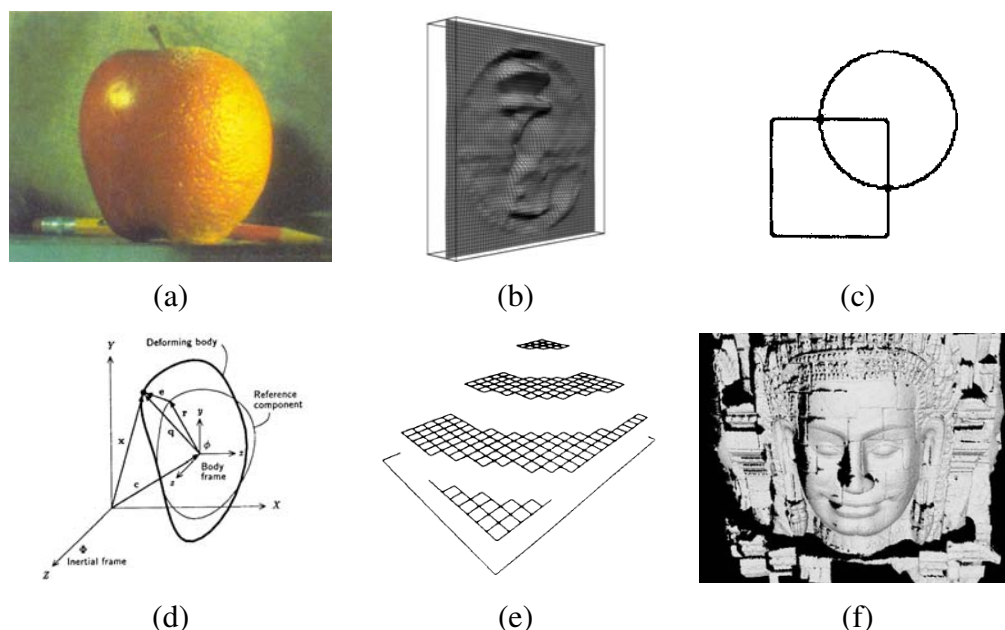 (a)
(b)
(c)
Y
Deforming body
Reference
component
e
r
y
x
q
ϕ
x
Body
frame
z
c
X
Φ
Inertial frame
Z
(d)
(e)
(f)